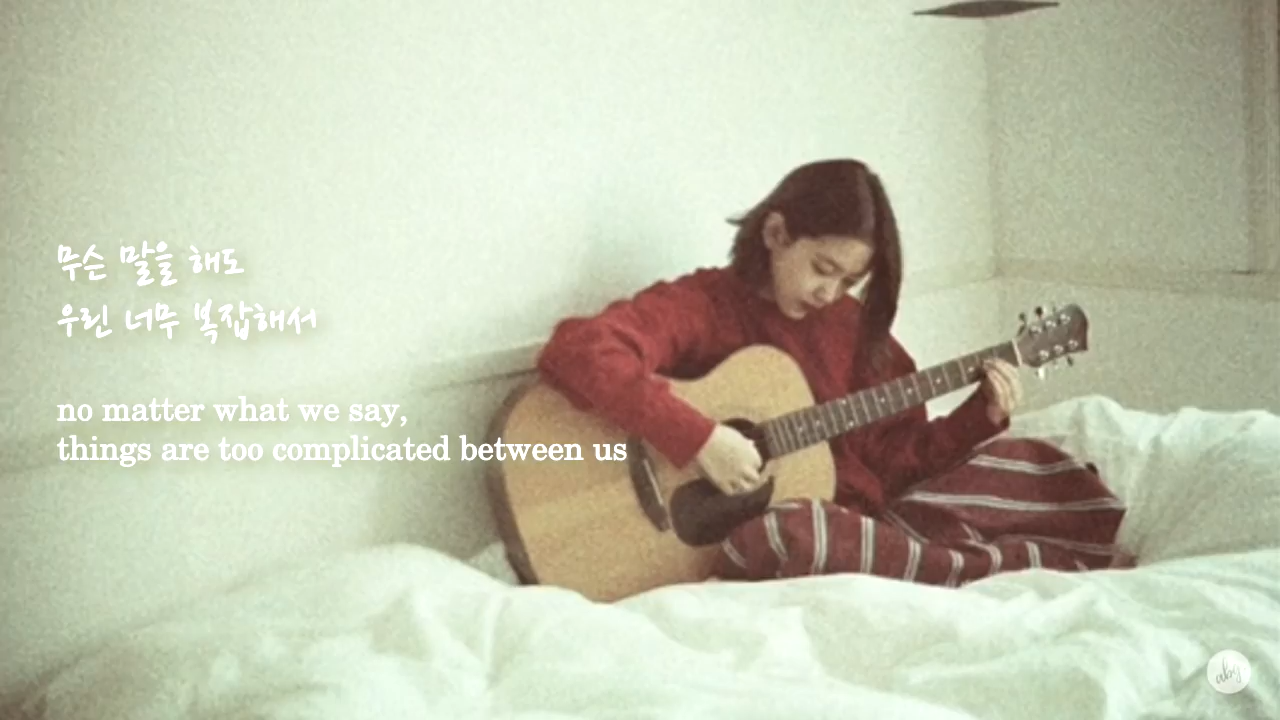 무슨 말을 해도
우린 너무 복잡해서
no matter what we say,
things are too complicated between us
aby